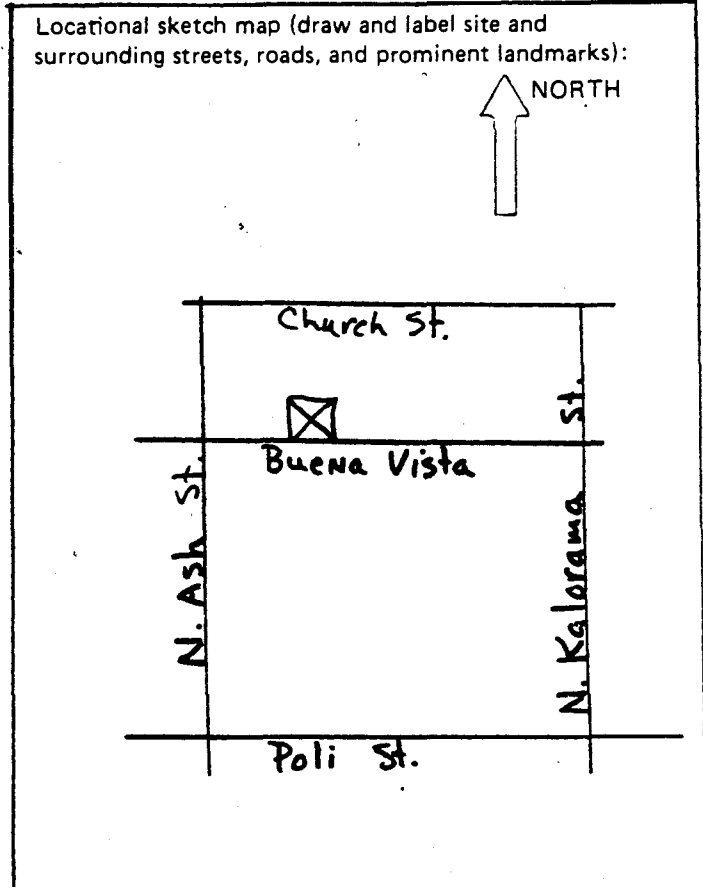 Locational sketch map (draw and label site and
surrounding streets, roads, and prominent landmarks):
NORTH
Church St.
Buena Vista
N. Ash St.
N. Kalorama St.
Poli St.